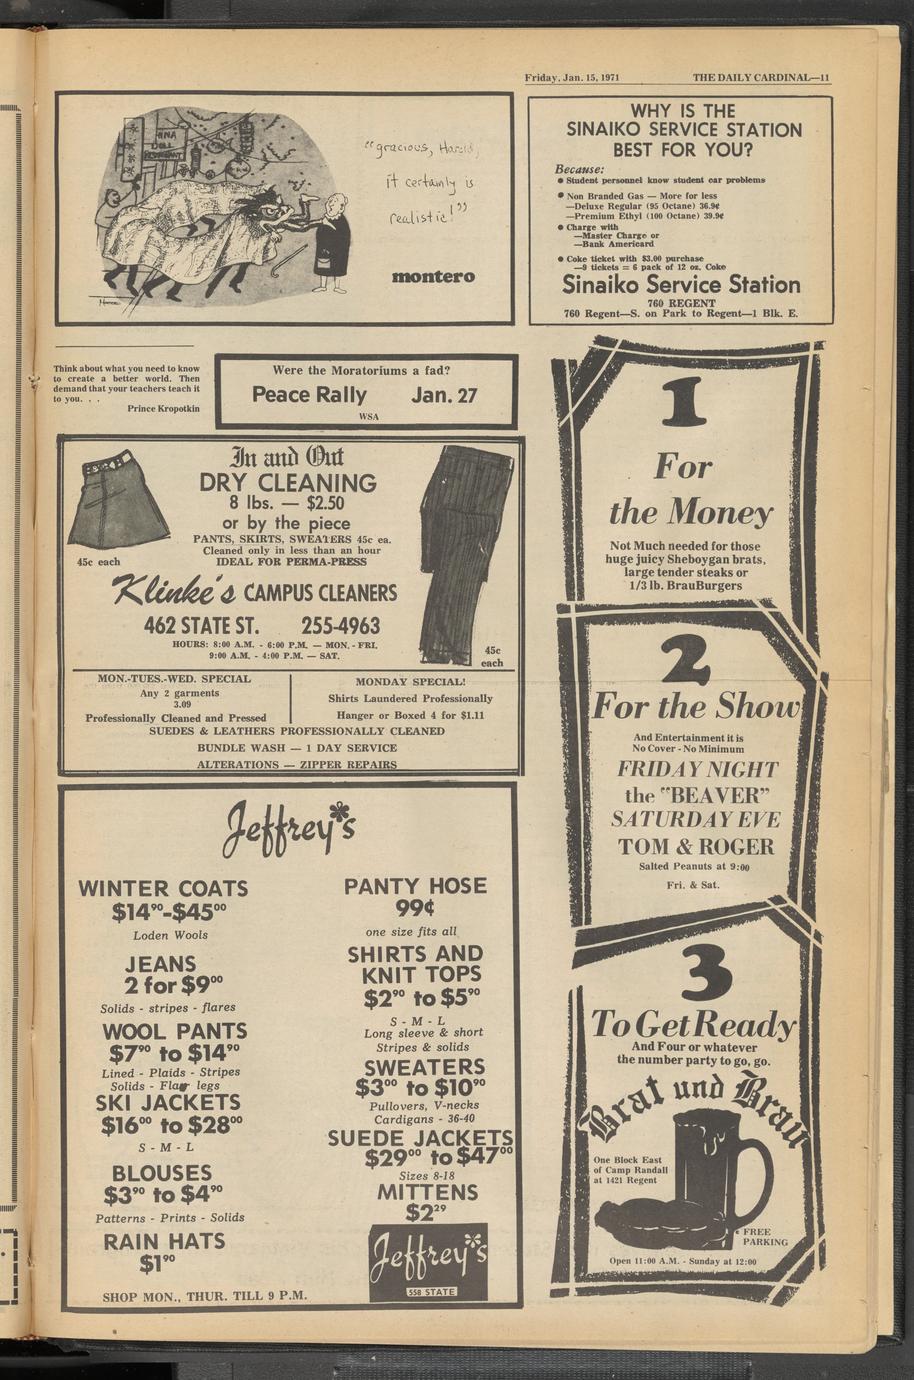 Friday, Jan. 15, 1971
THE DAILY CARDINAL—11
"gracious, Harold,
it certainly is
realistic!"
montero
WHY IS THE
SINAIKO SERVICE STATION
BEST FOR YOU?
Because:
● Student personnel know student car problems
● Non Branded Gas — More for less
—Deluxe Regular (95 Octane) 36.9¢
—Premium Ethyl (100 Octane) 39.9¢
● Charge with
—Master Charge or
—Bank Americard
● Coke ticket with $3.00 purchase
—9 tickets = 6 pack of 12 oz. Coke
Sinaiko Service Station
760 REGENT
760 Regent—S. on Park to Regent—1 Blk. E.
Think about what you need to know
to create a better world. Then
demand that your teachers teach it
to you. . .
Prince Kropotkin
Were the Moratoriums a fad?
Peace Rally Jan. 27
WSA
In and Out
DRY CLEANING
8 lbs. — $2.50
or by the piece
PANTS, SKIRTS, SWEATERS 45c ea.
Cleaned only in less than an hour
IDEAL FOR PERMA-PRESS
45c each
Klinke's CAMPUS CLEANERS
462 STATE ST. 255-4963
HOURS: 8:00 A.M. - 6:00 P.M. — MON. - FRI.
9:00 A.M. - 4:00 P.M. — SAT.
45c
each
MON.-TUES.-WED. SPECIAL
Any 2 garments
3.09
Professionally Cleaned and Pressed
MONDAY SPECIAL!
Shirts Laundered Professionally
Hanger or Boxed 4 for $1.11
SUEDES & LEATHERS PROFESSIONALLY CLEANED
BUNDLE WASH — 1 DAY SERVICE
ALTERATIONS — ZIPPER REPAIRS
Jeffrey's
WINTER COATS
$14⁹⁰-$45⁰⁰
Loden Wools
JEANS
2 for $9⁰⁰
Solids - stripes - flares
WOOL PANTS
$7⁹⁰ to $14⁹⁰
Lined - Plaids - Stripes
Solids - legs
SKI JACKETS
$16⁰⁰ to $28⁰⁰
S - M - L
BLOUSES
$3⁹⁰ to $4⁹⁰
Patterns - Prints - Solids
RAIN HATS
$1⁹⁰
SHOP MON., THUR. TILL 9 P.M.
PANTY HOSE
99¢
one size fits all
SHIRTS AND
KNIT TOPS
$2⁹⁰ to $5⁹⁰
S - M - L
Long sleeve & short
Stripes & solids
SWEATERS
$3⁰⁰ to $10⁹⁰
Pullovers, V-necks
Cardigans - 36-40
SUEDE JACKETS
$29⁰⁰ to $47⁰⁰
Sizes 8-18
MITTENS
$2²⁹
Jeffrey's
558 STATE
1
For
the Money
Not Much needed for those
huge juicy Sheboygan brats,
large tender steaks or
1/3 lb. BrauBurgers
2
For the Show
And Entertainment it is
No Cover - No Minimum
FRIDAY NIGHT
the "BEAVER"
SATURDAY EVE
TOM & ROGER
Salted Peanuts at 9:00
Fri. & Sat.
3
To Get Ready
And Four or whatever
the number party to go, go.
Brat und Brau
One Block East
of Camp Randall
at 1421 Regent
FREE
PARKING
Open 11:00 A.M. - Sunday at 12:00